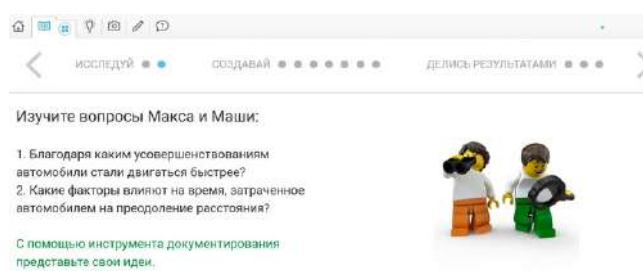 ИССЛЕДУЙ
СОЗДАВАЙ
ДЕЛИСЬ РЕЗУЛЬТАТАМИ
Изучите вопросы Макса и Маши:
1. Благодаря каким усовершенствованиям
автомобили стали двигаться быстрее?
2. Какие факторы влияют на время, затраченное
автомобилем на преодоление расстояния?
С помощью инструмента документирования
представьте свои идеи.